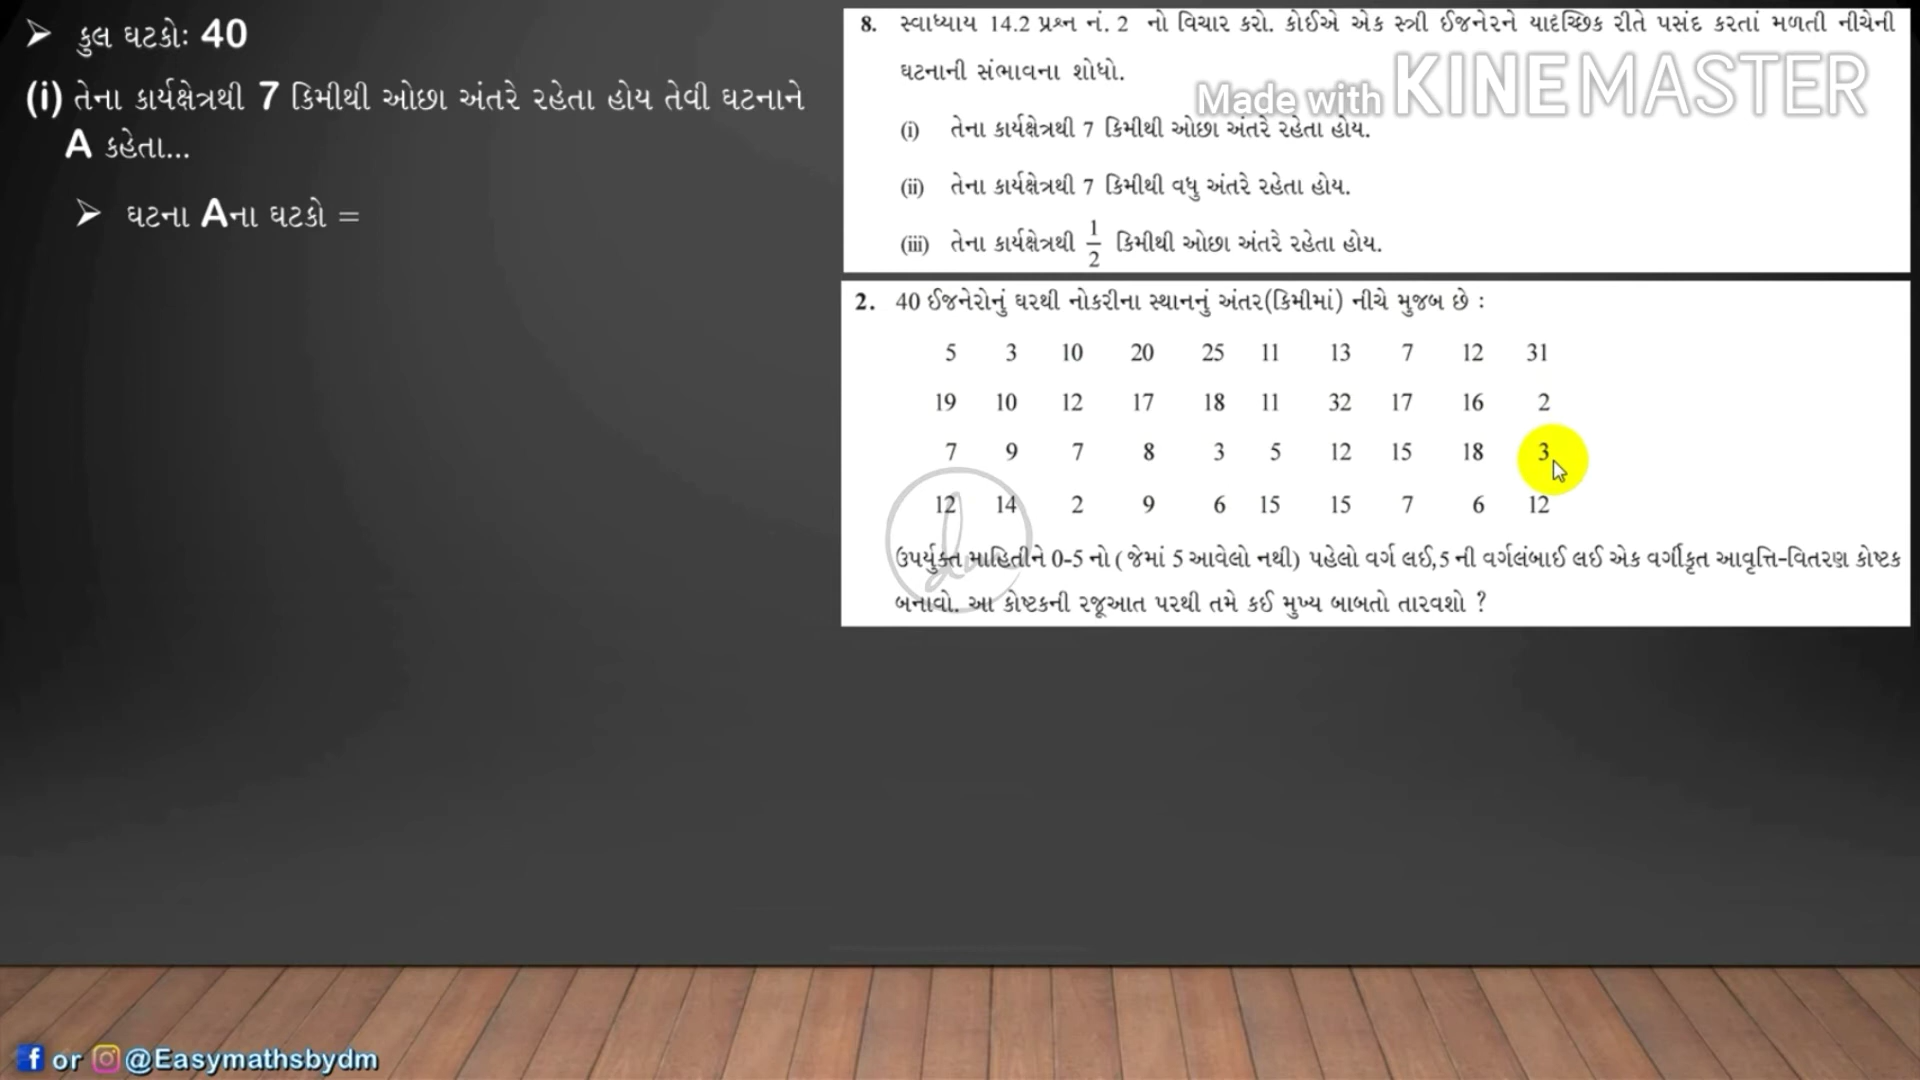 ➤ કુલ ઘટકો: 40
(i) તેના કાર્યક્ષેત્રથી 7 કિમીથી ઓછા અંતરે રહેતા હોય તેવી ઘટનાને
A કહેતા...
➤ ઘટના Aના ઘટકો =
8. સ્વાધ્યાય 14.2 પ્રશ્ન નં. 2 નો વિચાર કરો. કોઈએ એક સ્ત્રી ઈજનેરને યાદચ્છિક રીતે પસંદ કરતાં મળતી નીચેની
ઘટનાની સંભાવના શોધો.
Made with KINEMASTER
(i) તેના કાર્યક્ષેત્રથી 7 કિમીથી ઓછા અંતરે રહેતા હોય.
(ii) તેના કાર્યક્ષેત્રથી 7 કિમીથી વધુ અંતરે રહેતા હોય.
(iii) તેના કાર્યક્ષેત્રથી 1/2 કિમીથી ઓછા અંતરે રહેતા હોય.
2. 40 ઈજનેરોનું ઘરથી નોકરીના સ્થાનનું અંતર(કિમીમાં) નીચે મુજબ છે :
5 3 10 20 25 11 13 7 12 31
19 10 12 17 18 11 32 17 16 2
7 9 7 8 3 5 12 15 18 3
12 14 2 9 6 15 15 7 6 12
ઉપર્યુક્ત માહિતીને 0-5 નો (જેમાં 5 આવેલો નથી) પહેલો વર્ગ લઈ,5 ની વર્ગલંબાઈ લઈ એક વર્ગીકૃત આવૃત્તિ-વિતરણ કોષ્ટક
બનાવો. આ કોષ્ટકની રજૂઆત પરથી તમે કઈ મુખ્ય બાબતો તારવશો ?
f or @Easymathsbydm